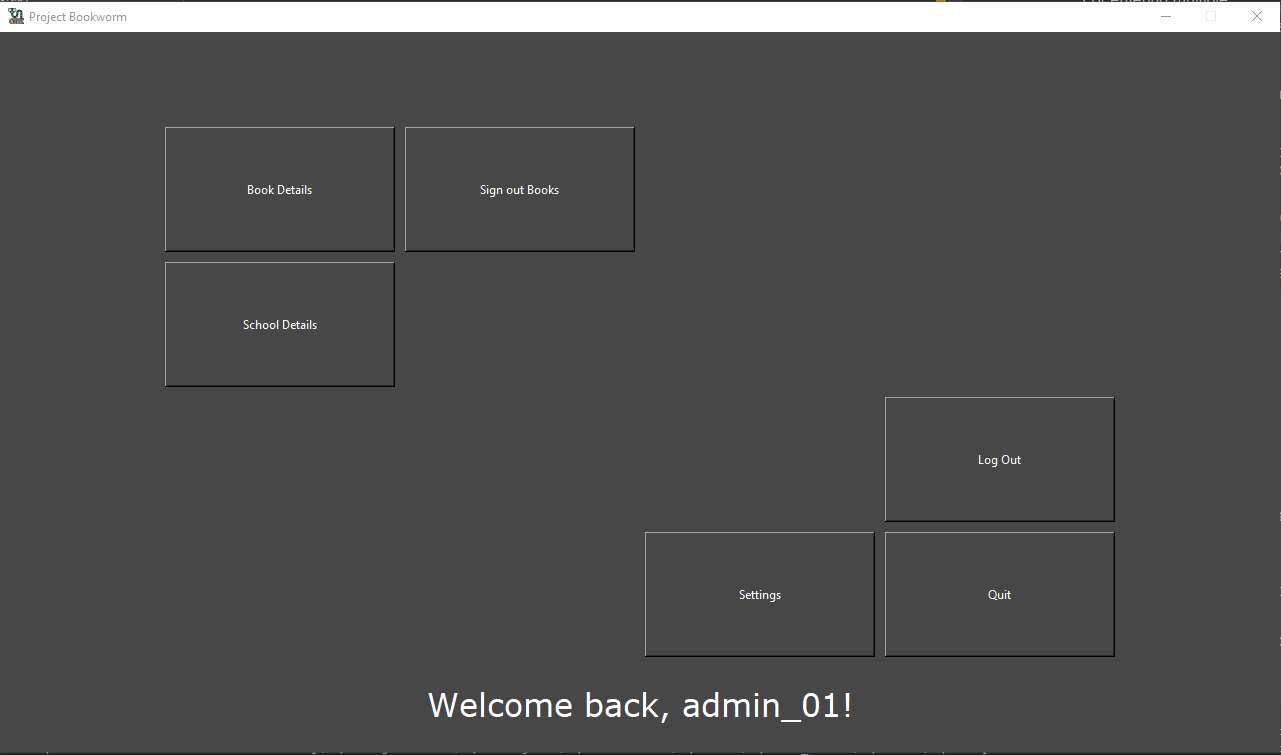 Project Bookworm
Book Details
Sign out Books
School Details
Log Out
Settings
Quit
Welcome back, admin_01!